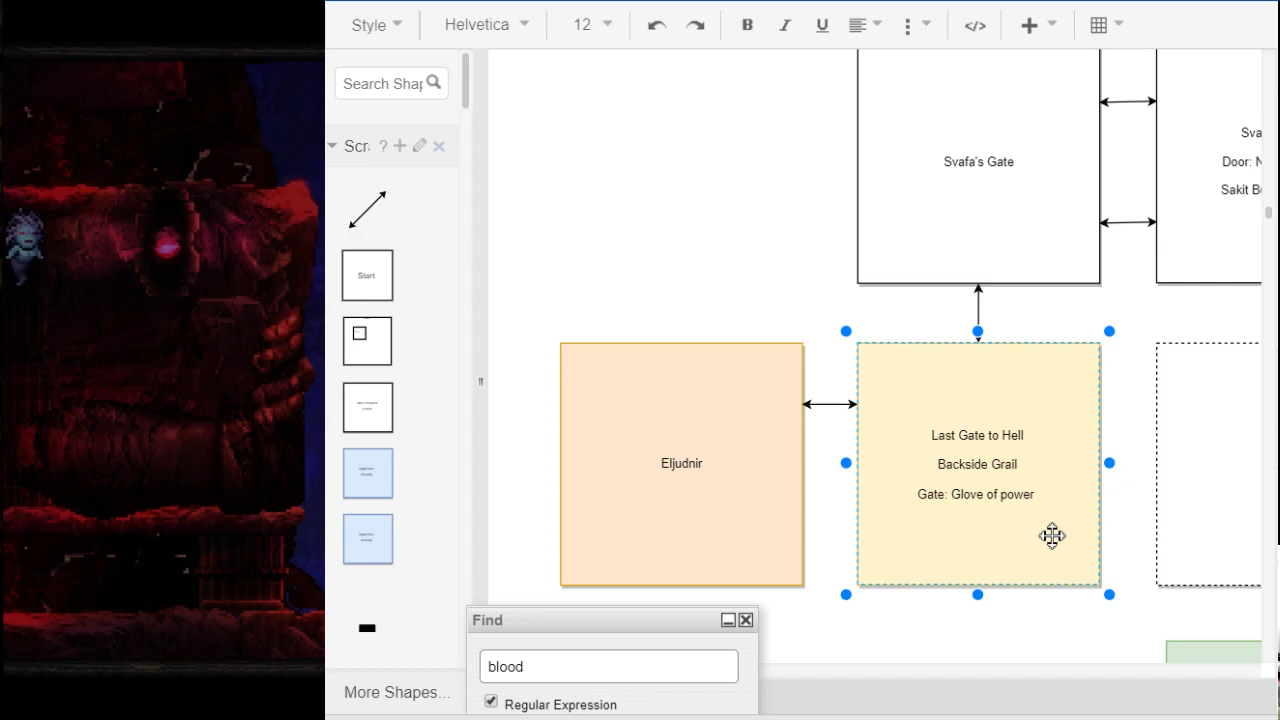 Style
Helvetica
12
B
I
U
</>
Search Shap
Scr
?
Svafa's Gate
Sva
Door: N
Sakit B
Start
Eljudnir
Last Gate to Hell
Backside Grail
Gate: Glove of power
Find
blood
Regular Expression
More Shapes...